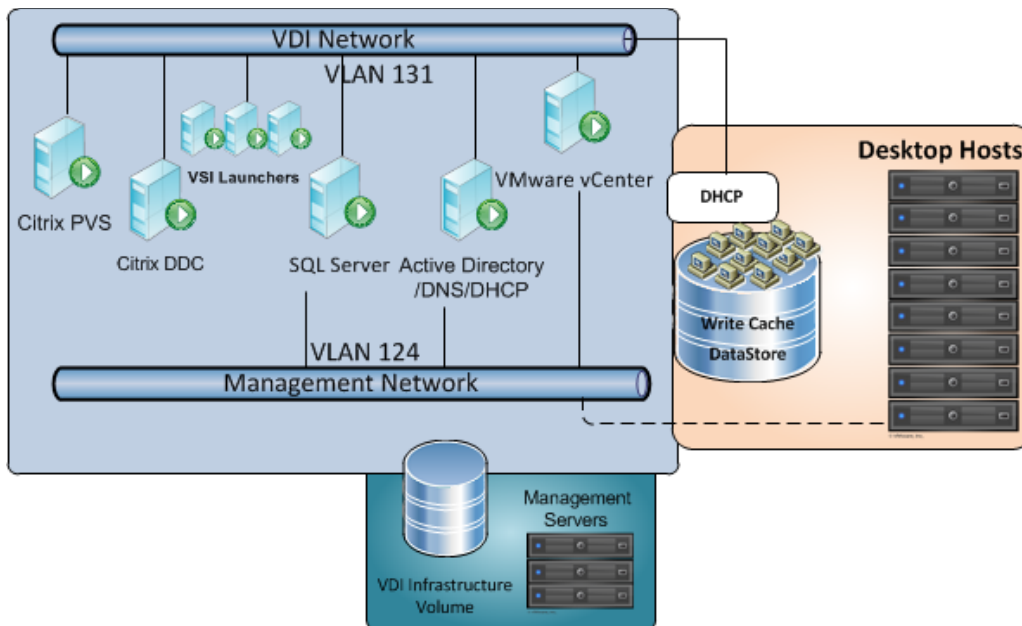 VDI Network
VLAN 131
VSI Launchers
Citrix PVS
Citrix DDC
SQL Server
Active Directory
/DNS/DHCP
VMware vCenter
DHCP
Desktop Hosts
Write Cache
DataStore
VLAN 124
Management Network
VDI Infrastructure
Volume
Management
Servers